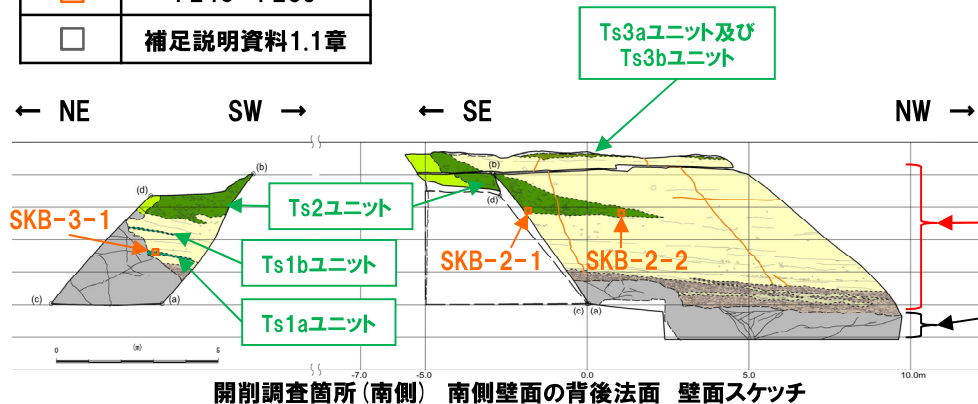 補足説明資料1.1章
Ts3aユニット及び
Ts3bユニット
← NE SW →
← SE NW →
(b)
(d)
(b)
(d)
Ts2ユニット
SKB-3-1
SKB-2-1 SKB-2-2
Ts1bユニット
Ts1aユニット
(c) (a)
(c) (a)
0 (m) 5
-7.0 -5.0 0.0 5.0 10.0m
開削調査箇所(南側) 南側壁面の背後法面 壁面スケッチ